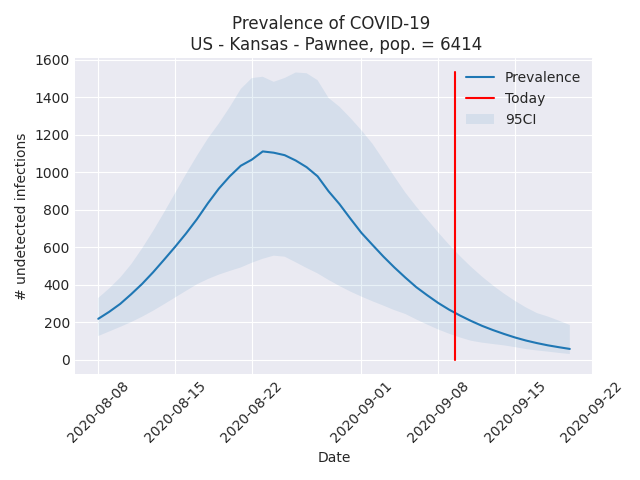 Prevalence of COVID-19
US - Kansas - Pawnee, pop. = 6414
1600
1400
1200
1000
800
600
400
200
0
# undetected infections
Prevalence
Today
95CI
2020-08-08
2020-08-15
2020-08-22
2020-09-01
2020-09-08
2020-09-15
2020-09-22
Date